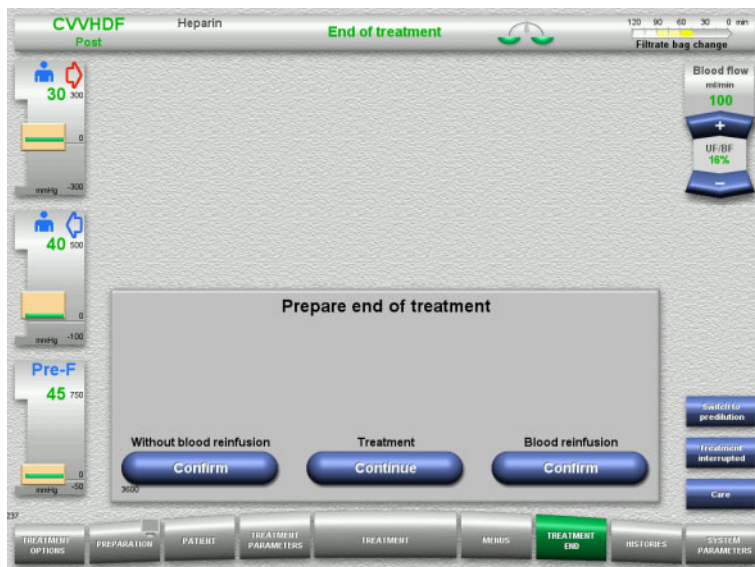 CVVHDF
Post
Heparin
End of treatment
120 90 60 30 0 min
Filtrate bag change
30 300
0
mmHg -300
40 500
0
mmHg -100
Pre-F
45 750
0
mmHg -50
Blood flow
ml/min
100
+
UF/BF
16%
−
Prepare end of treatment
Without blood reinfusion
Confirm
Treatment
Continue
Blood reinfusion
Confirm
3600
Switch to
predilution
Treatment
interrupted
Care
237
TREATMENT
OPTIONS
PREPARATION
PATIENT
TREATMENT
PARAMETERS
TREATMENT
MENUS
TREATMENT
END
HISTORIES
SYSTEM
PARAMETERS